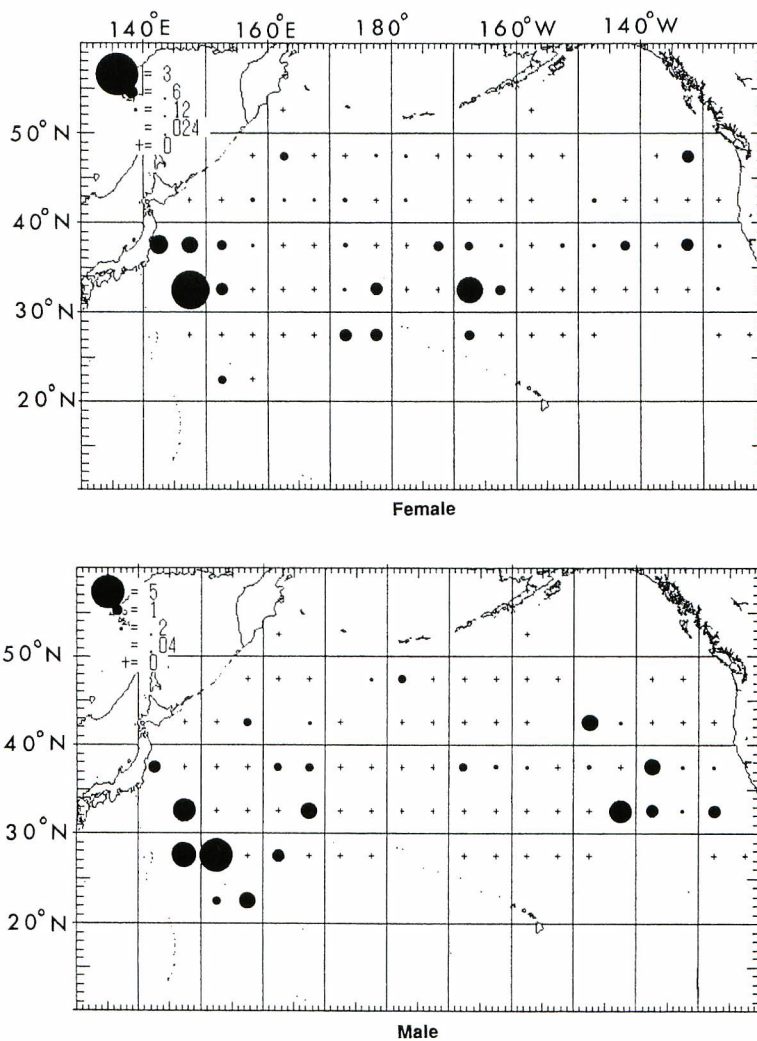 140°E 160°E 180° 160°W 140°W
= 3
= .6
= .12
= .024
+= 0
50°N
40°N
30°N
20°N
Female
= 5
= 1
= .2
= .04
+= 0
50°N
40°N
30°N
20°N
Male